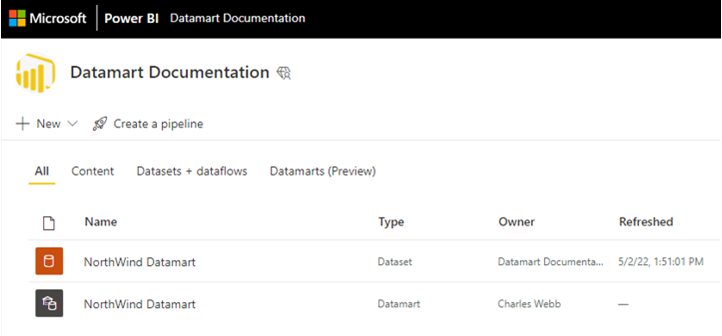 Microsoft Power BI Datamart Documentation
Datamart Documentation
New Create a pipeline
All Content Datasets + dataflows Datamarts (Preview)
Name Type Owner Refreshed
NorthWind Datamart Dataset Datamart Documenta... 5/2/22, 1:51:01 PM
NorthWind Datamart Datamart Charles Webb —